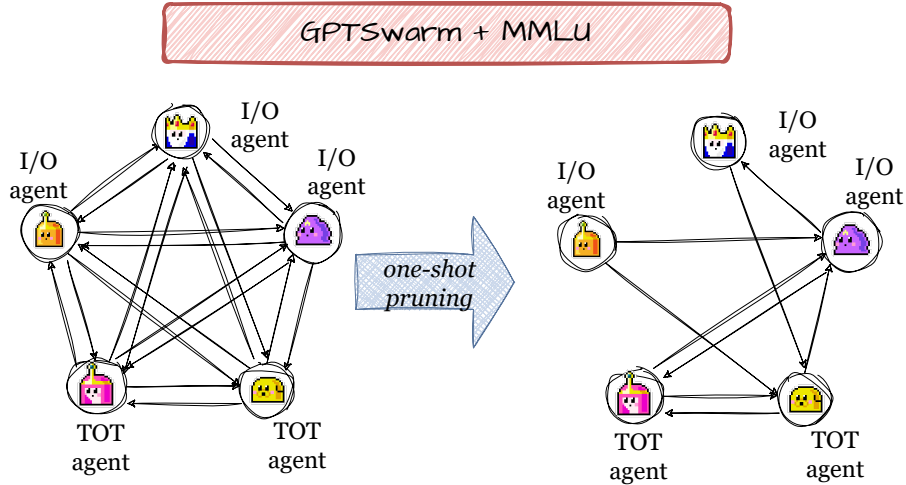 GPTSwarm + MMLU
I/O
agent
I/O
agent
I/O
agent
TOT
agent
TOT
agent
one-shot
pruning
I/O
agent
I/O
agent
I/O
agent
TOT
agent
TOT
agent